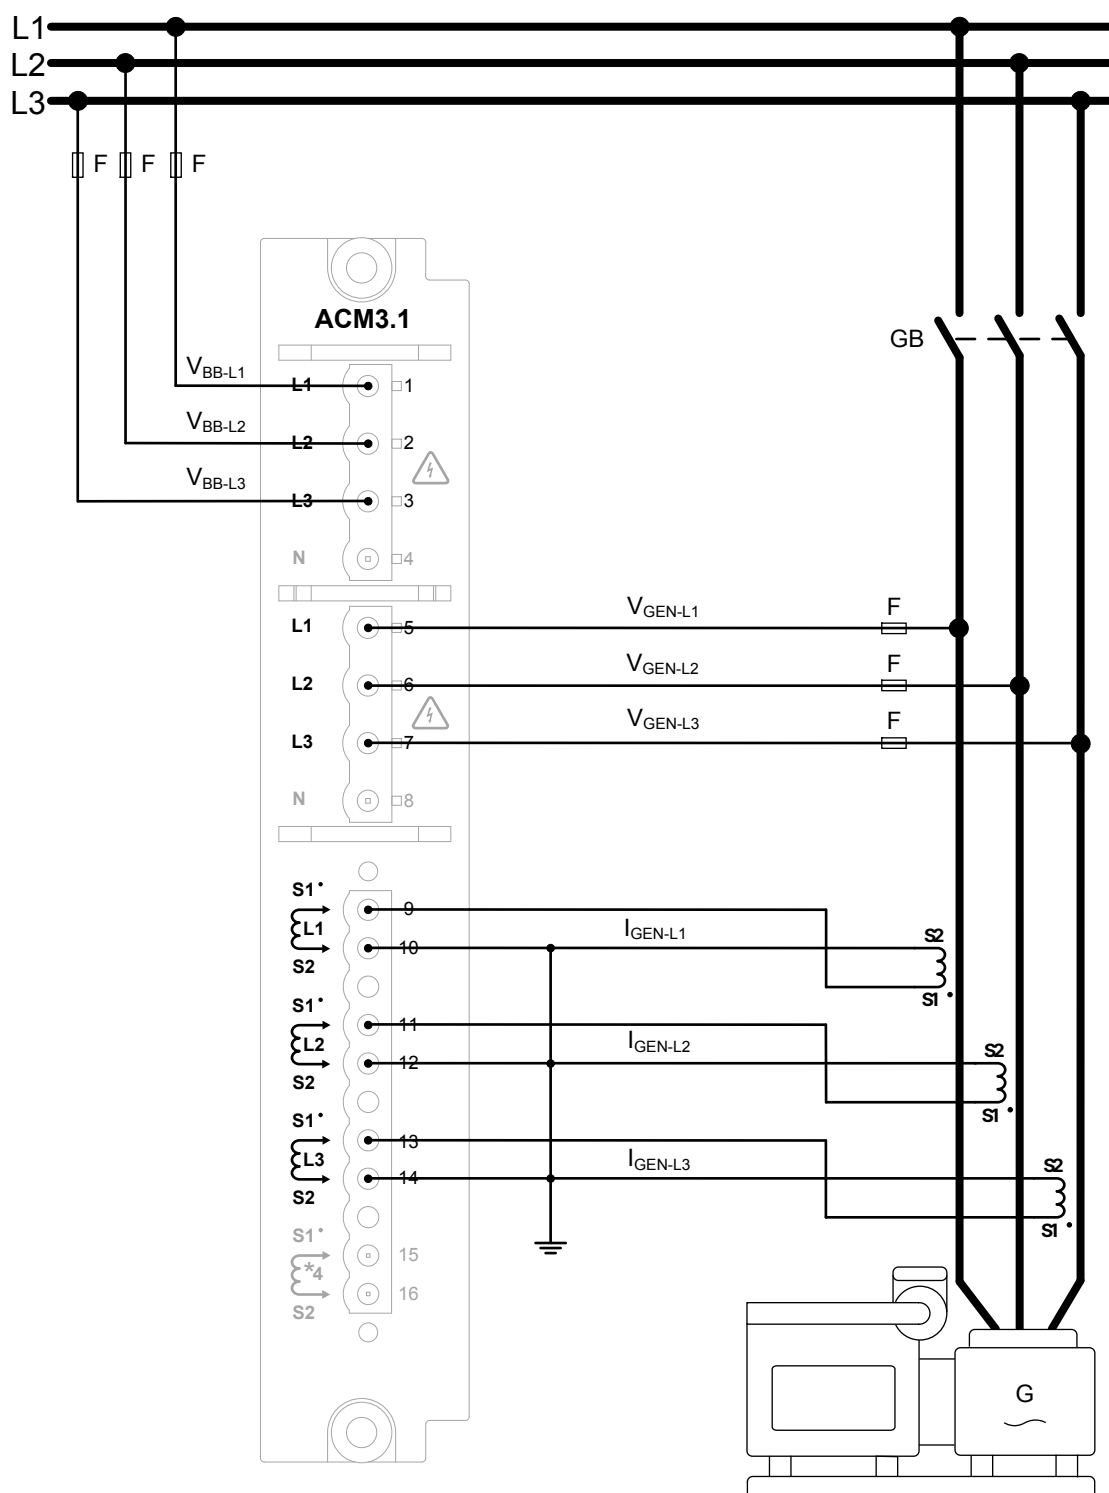 L1
L2
L3
F F F
ACM3.1
GB
VBB-L1
L1 1
VBB-L2
L2 2
VBB-L3
L3 3
N 4
VGEN-L1 F
L1 5
VGEN-L2 F
L2 6
VGEN-L3 F
L3 7
N 8
S1• 9
L1 IGEN-L1 S2
S2 10
S1•
S1• 11
L2 IGEN-L2 S2
S2 12
S1•
S1• 13
L3 IGEN-L3 S2
S2 14
S1•
S1• 15
*4
S2 16
G